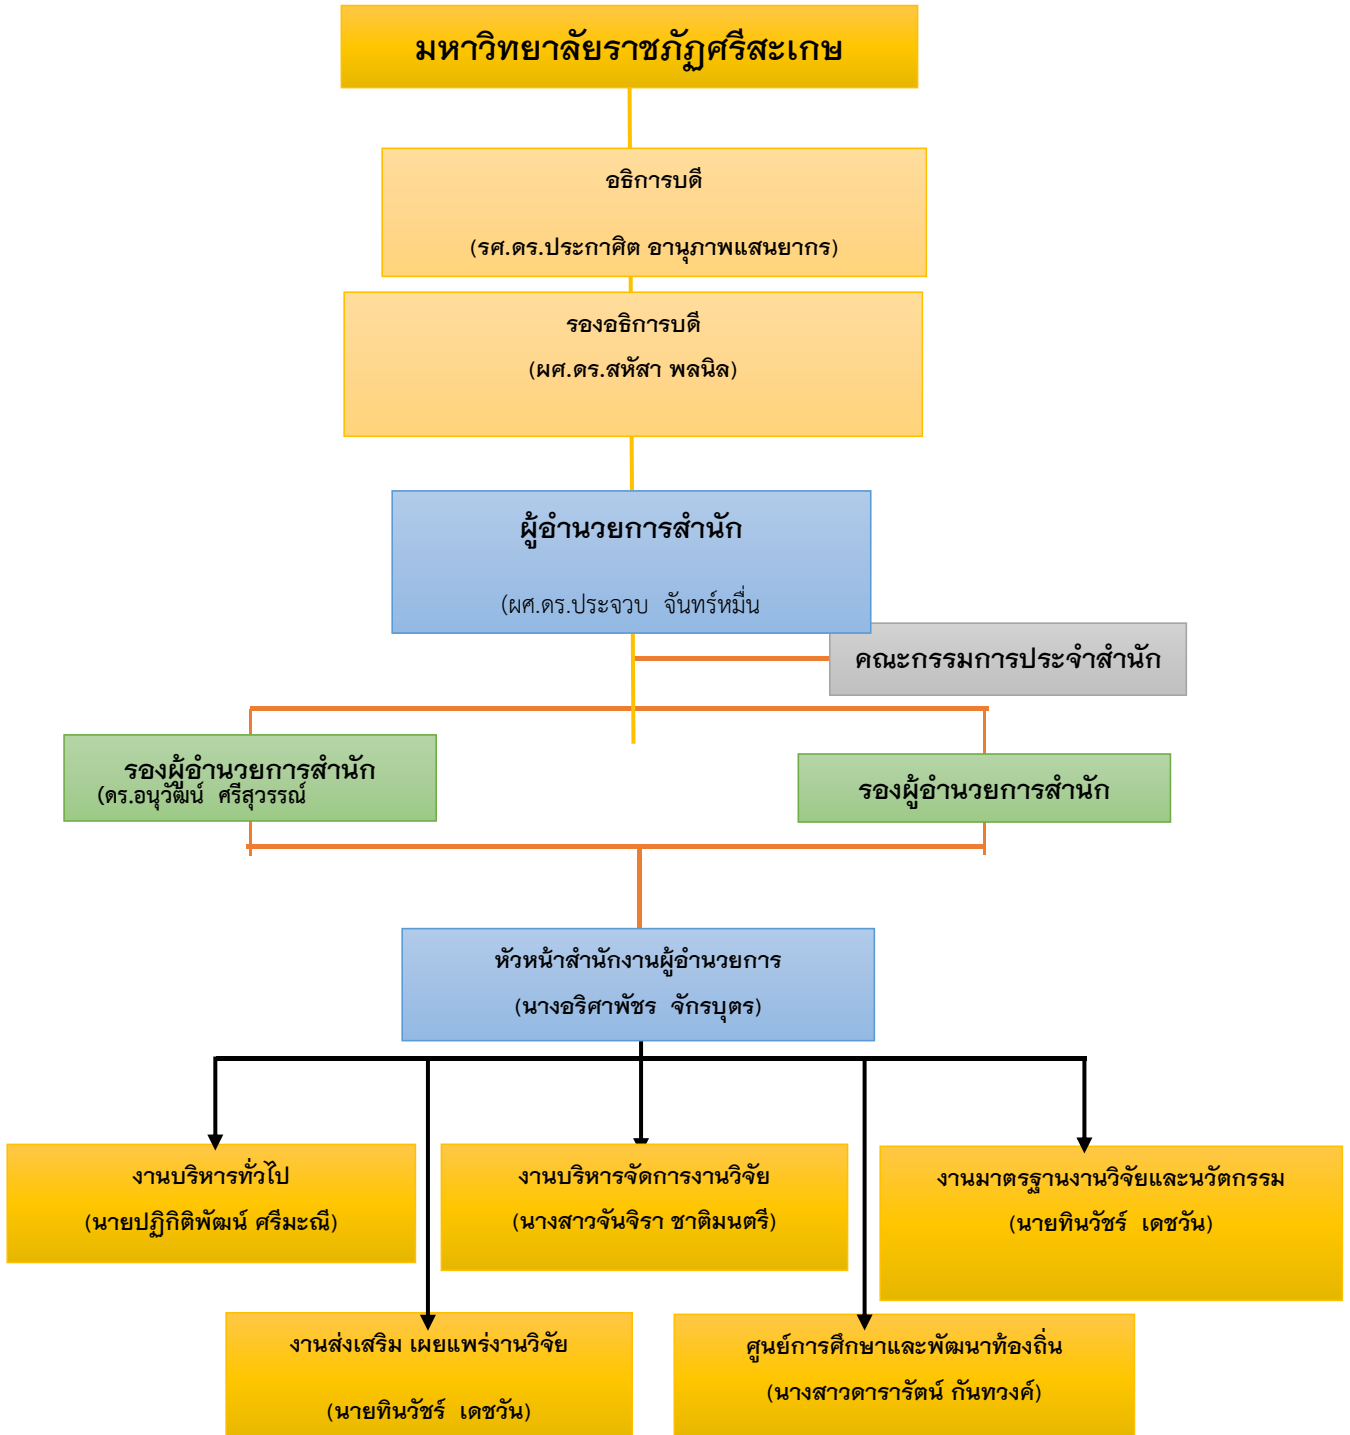 มหาวิทยาลัยราชภัฏศรีสะเกษ
อธิการบดี
(รศ.ดร.ประกาศิต อานุภาพแสนยากร)
รองอธิการบดี
(ผศ.ดร.สหัสา พลนิล)
ผู้อำนวยการสำนัก
(ผศ.ดร.ประจวบ จันทร์หมื่น
คณะกรรมการประจำสำนัก
รองผู้อำนวยการสำนัก
(ดร.อนุวัฒน์ ศรีสุวรรณ์
รองผู้อำนวยการสำนัก
หัวหน้าสำนักงานผู้อำนวยการ
(นางอริศาพัชร จักรบุตร)
งานบริหารทั่วไป
(นายปฏิกิติพัฒน์ ศรีมะณี)
งานบริหารจัดการงานวิจัย
(นางสาวจันจิรา ชาติมนตรี)
งานมาตรฐานงานวิจัยและนวัตกรรม
(นายทินวัชร์ เดชวัน)
งานส่งเสริม เผยแพร่งานวิจัย
(นายทินวัชร์ เดชวัน)
ศูนย์การศึกษาและพัฒนาท้องถิ่น
(นางสาวดารารัตน์ กันทวงค์)